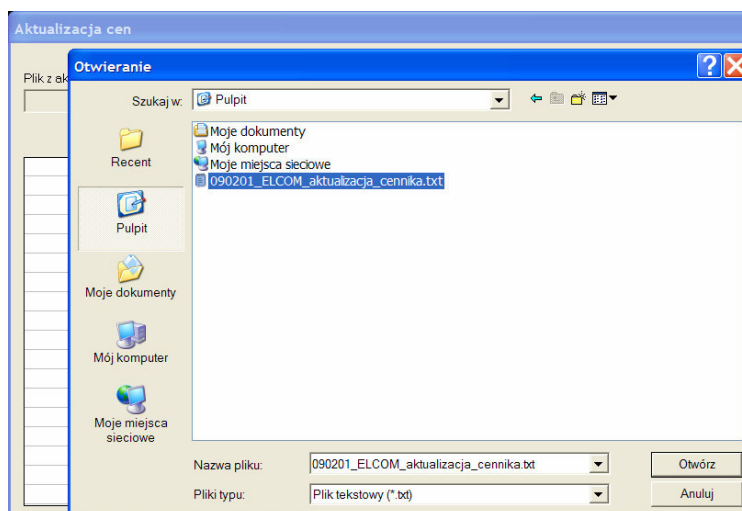 Aktualizacja cen
Otwieranie
Plik z ak
Szukaj w:
Pulpit
Moje dokumenty
Mój komputer
Moje miejsca sieciowe
090201_ELCOM_aktualizacja_cennika.txt
Recent
Pulpit
Moje dokumenty
Mój komputer
Moje miejsca
sieciowe
Nazwa pliku:
090201_ELCOM_aktualizacja_cennika.txt
Otwórz
Pliki typu:
Plik tekstowy (*.txt)
Anuluj